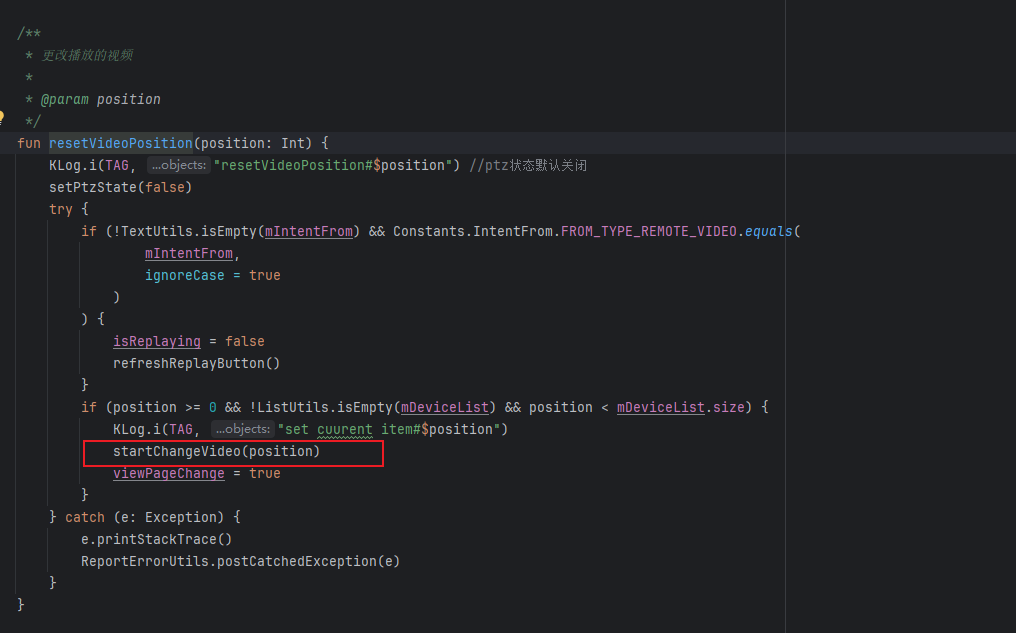 /**
* 更改播放的视频
*
* @param position
*/
fun resetVideoPosition(position: Int) {
KLog.i(TAG, ...objects: "resetVideoPosition#$position") //ptz状态默认关闭
setPtzState(false)
try {
if (!TextUtils.isEmpty(mIntentFrom) && Constants.IntentFrom.FROM_TYPE_REMOTE_VIDEO.equals(
mIntentFrom,
ignoreCase = true
)
) {
isReplaying = false
refreshReplayButton()
}
if (position >= 0 && !ListUtils.isEmpty(mDeviceList) && position < mDeviceList.size) {
KLog.i(TAG, ...objects: "set cuurent item#$position")
startChangeVideo(position)
viewPageChange = true
}
} catch (e: Exception) {
e.printStackTrace()
ReportErrorUtils.postCatchedException(e)
}
}